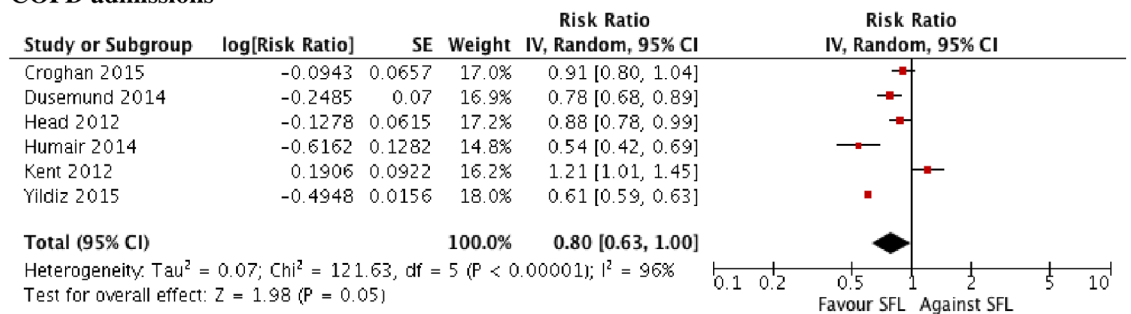 COPD admissions
Risk Ratio Risk Ratio
Study or Subgroup log[Risk Ratio] SE Weight IV, Random, 95% CI IV, Random, 95% CI
Croghan 2015 -0.0943 0.0657 17.0% 0.91 [0.80, 1.04]
Dusemund 2014 -0.2485 0.07 16.9% 0.78 [0.68, 0.89]
Head 2012 -0.1278 0.0615 17.2% 0.88 [0.78, 0.99]
Humair 2014 -0.6162 0.1282 14.8% 0.54 [0.42, 0.69]
Kent 2012 0.1906 0.0922 16.2% 1.21 [1.01, 1.45]
Yildiz 2015 -0.4948 0.0156 18.0% 0.61 [0.59, 0.63]
Total (95% CI) 100.0% 0.80 [0.63, 1.00]
Heterogeneity: Tau² = 0.07; Chi² = 121.63, df = 5 (P < 0.00001); I² = 96%
Test for overall effect: Z = 1.98 (P = 0.05)
0.1 0.2 0.5 1 2 5 10
Favour SFL Against SFL